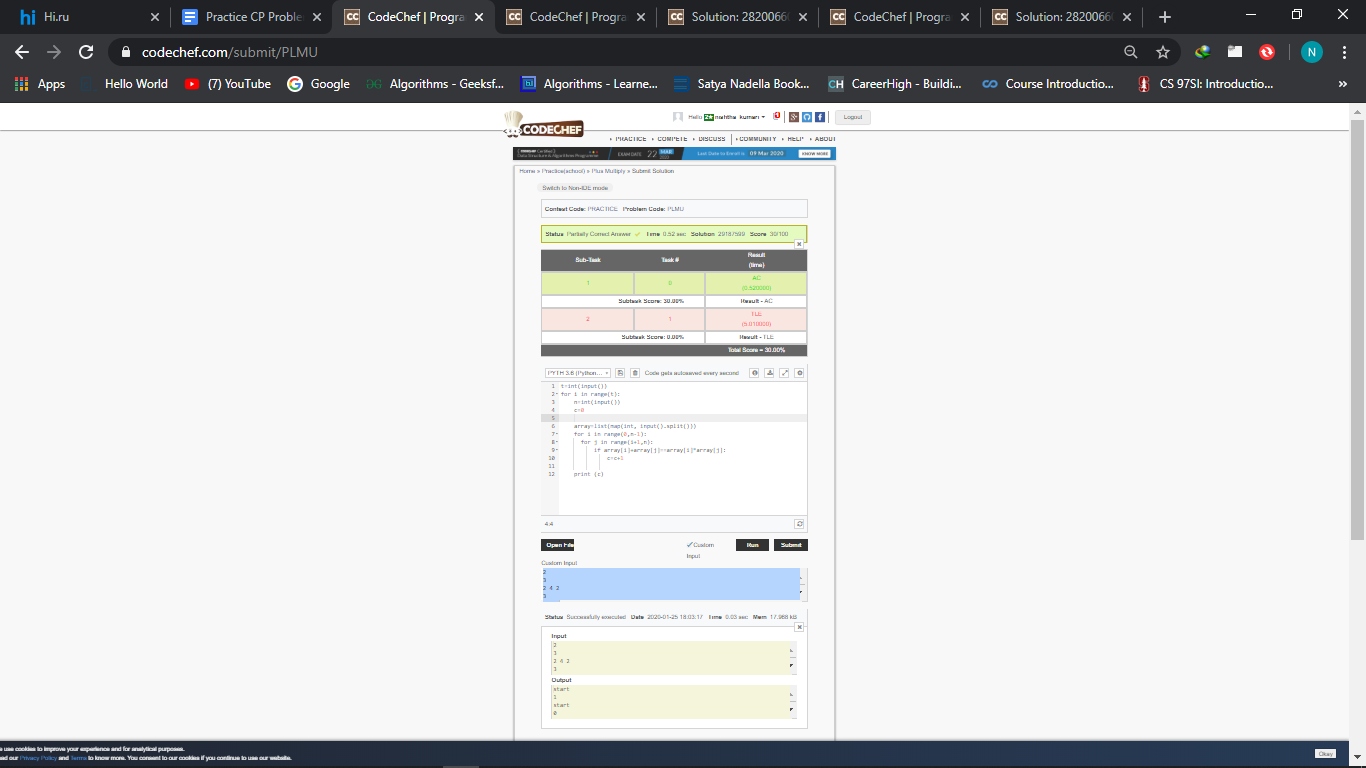 Hi.ru
Practice CP Proble
CodeChef | Progra
CodeChef | Progra
Solution: 2820066
CodeChef | Progra
Solution: 2820066
codechef.com/submit/PLMU
N
Apps
Hello World
(7) YouTube
Google
Algorithms - Geeksf...
Algorithms - Learne...
Satya Nadella Book...
CareerHigh - Buildi...
Course Introductio...
CS 97SI: Introductio...
»
CODECHEF
Hello 2★ nishtha_kumari
Logout
PRACTICE COMPETE DISCUSS COMMUNITY HELP ABOUT
Data Structure & Algorithms Programme
EXAM DATE 22 MAR 2020
Last Date to Enroll is 09 Mar 2020
KNOW MORE
Home » Practice(school) » Plus Multiply » Submit Solution
Switch to Non-IDE mode
Contest Code: PRACTICE Problem Code: PLMU
Status Partially Correct Answer Time 0.52 sec Solution 29187599 Score 30/100
Sub-Task Task # Result (time)
1 0 AC (0.520000)
Subtask Score: 30.00% Result - AC
2 1 TLE (5.010000)
Subtask Score: 0.00% Result - TLE
Total Score = 30.00%
PYTH 3.6 (Python...
Code gets autosaved every second
1 t=int(input())
2 for i in range(t):
3 n=int(input())
4 c=0
5
6 array=list(map(int, input().split()))
7 for i in range(0,n-1):
8 for j in range(i+1,n):
9 if array[i]+array[j]==array[i]*array[j]:
10 c=c+1
11
12 print (c)
4:4
Open File
Custom Input
Run
Submit
Custom Input
2
3
2 4 2
3
Status Successfully executed Date 2020-01-25 18:03:17 Time 0.03 sec Mem 17.968 kB
Input
2
3
2 4 2
3
Output
start
1
start
0
e use cookies to improve your experience and for analytical purposes.
ead our Privacy Policy and Terms to know more. You consent to our cookies if you continue to use our website.
Okay